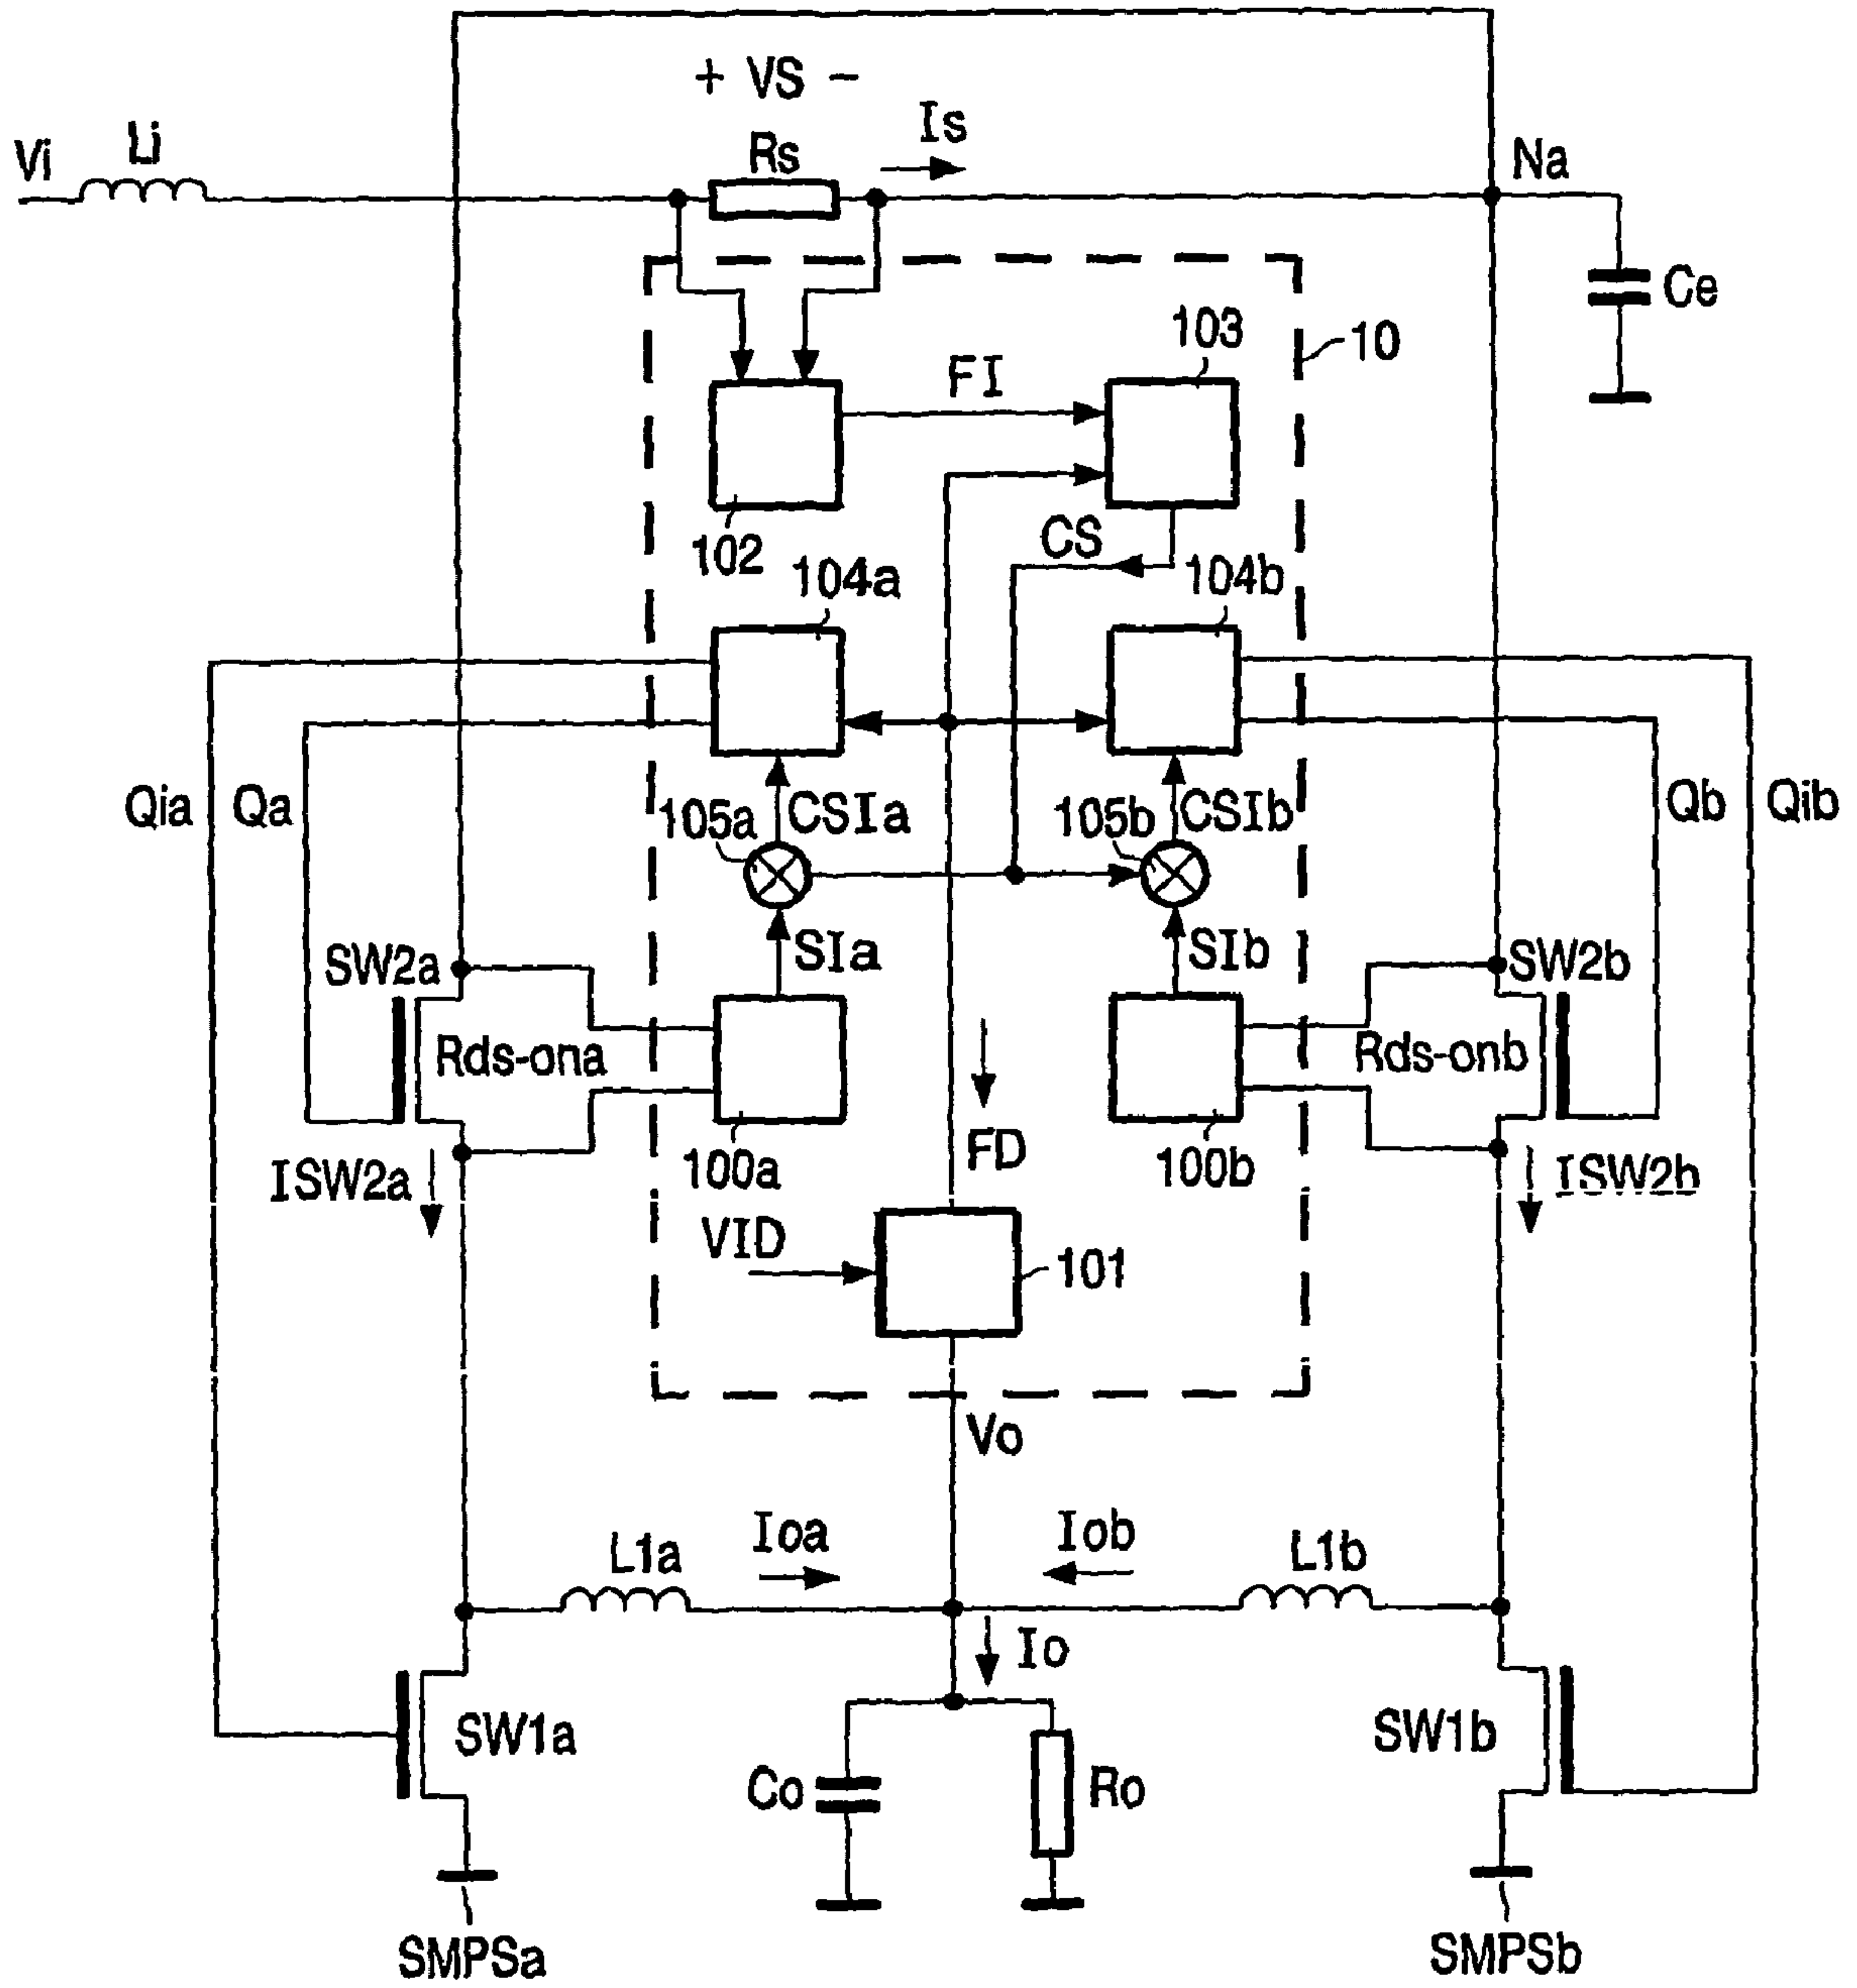 + VS −
Is
Vi
Li
Rs
Na
Ce
103
10
FI
102
CS
104a
104b
Qia
Qa
105a
CSIa
105b
CSIb
Qb
Qib
SW2a
SIa
SIb
SW2b
Rds-ona
Rds-onb
ISW2a
100a
FD
100b
ISW2b
VID
101
Vo
Ioa
Iob
L1a
L1b
Io
SW1a
Co
Ro
SW1b
SMPSa
SMPSb